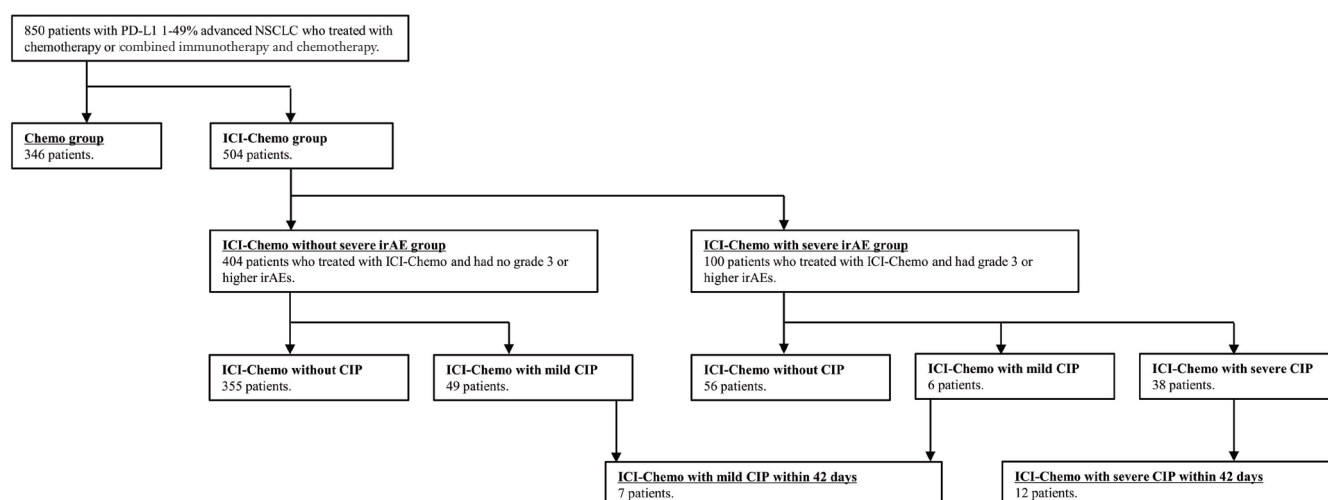 850 patients with PD-L1 1-49% advanced NSCLC who treated with
chemotherapy or combined immunotherapy and chemotherapy.
Chemo group
346 patients.
ICI-Chemo group
504 patients.
ICI-Chemo without severe irAE group
404 patients who treated with ICI-Chemo and had no grade 3 or
higher irAEs.
ICI-Chemo with severe irAE group
100 patients who treated with ICI-Chemo and had grade 3 or
higher irAEs.
ICI-Chemo without CIP
355 patients.
ICI-Chemo with mild CIP
49 patients.
ICI-Chemo without CIP
56 patients.
ICI-Chemo with mild CIP
6 patients.
ICI-Chemo with severe CIP
38 patients.
ICI-Chemo with mild CIP within 42 days
7 patients.
ICI-Chemo with severe CIP within 42 days
12 patients.